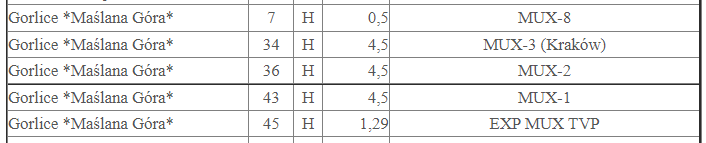 Gorlice *Maślana Góra* 7 H 0,5 MUX-8
Gorlice *Maślana Góra* 34 H 4,5 MUX-3 (Kraków)
Gorlice *Maślana Góra* 36 H 4,5 MUX-2
Gorlice *Maślana Góra* 43 H 4,5 MUX-1
Gorlice *Maślana Góra* 45 H 1,29 EXP MUX TVP